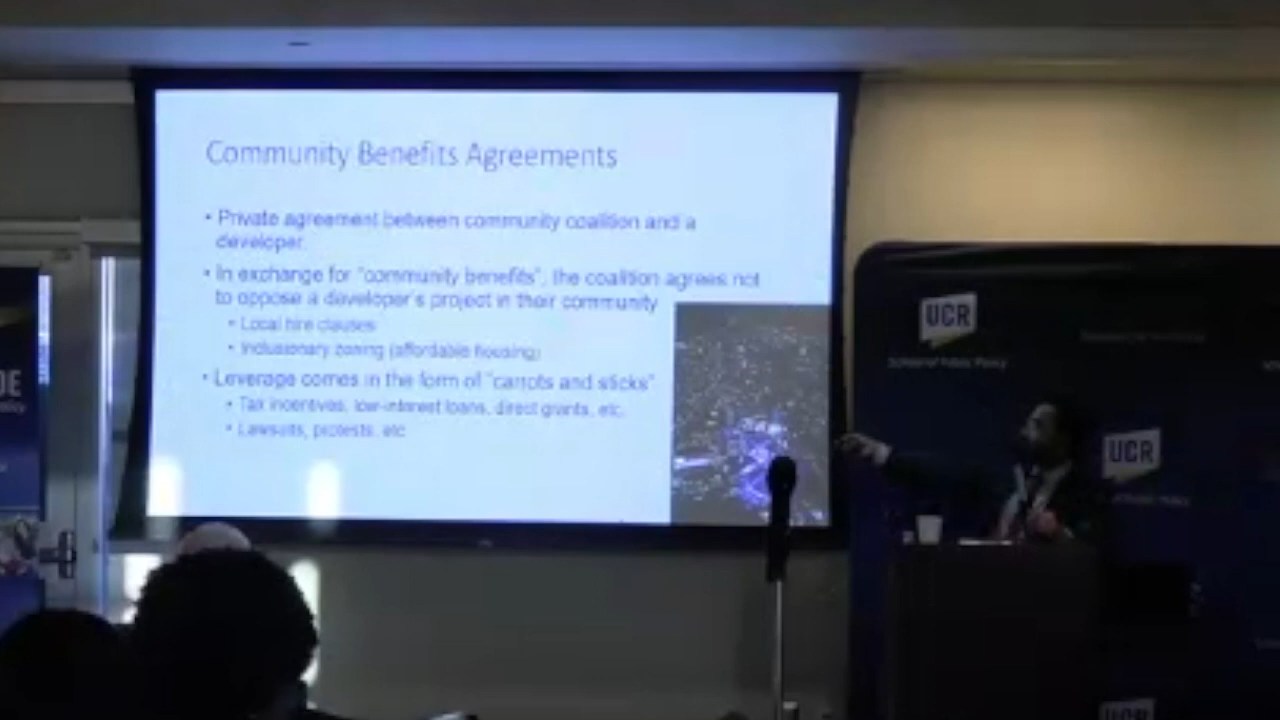 Community Benefits Agreements
• Private agreement between community coalition and a
developer.
• In exchange for "community benefits", the coalition agrees not
to oppose a developer's project in their community
• Local hire clauses
• Inclusionary zoning (affordable housing)
• Leverage comes in the form of "carrots and sticks"
• Tax incentives, low-interest loans, direct grants, etc.
• Lawsuits, protests, etc
UCR
School of Public Policy
UCR
UCR